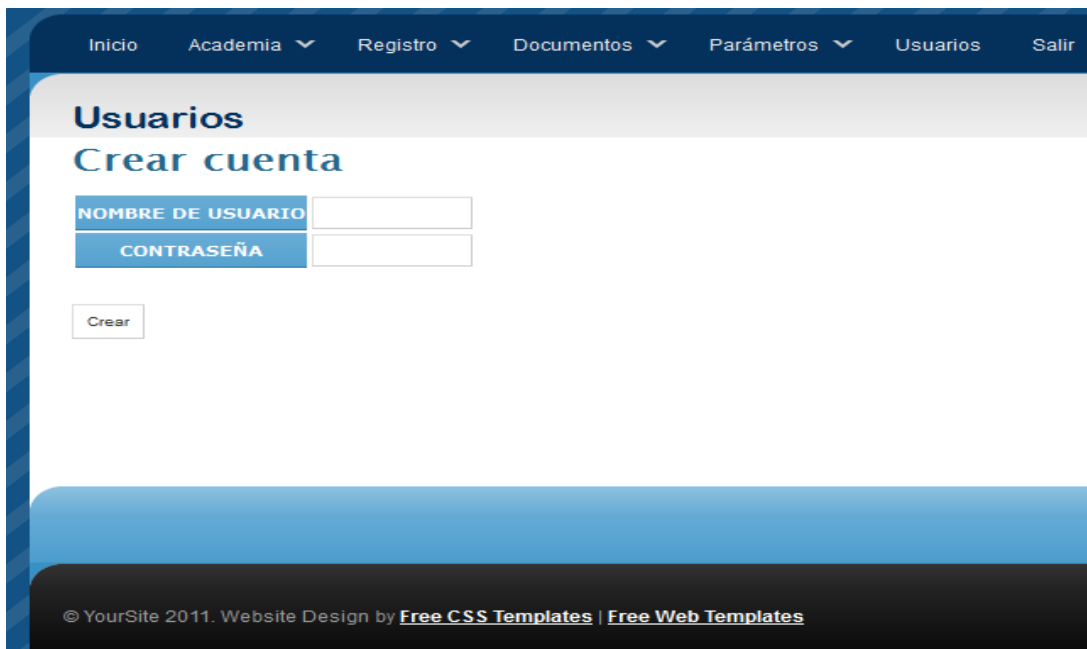 Inicio Academia Registro Documentos Parámetros Usuarios Salir
Usuarios
Crear cuenta
NOMBRE DE USUARIO
CONTRASEÑA
Crear
© YourSite 2011. Website Design by Free CSS Templates | Free Web Templates